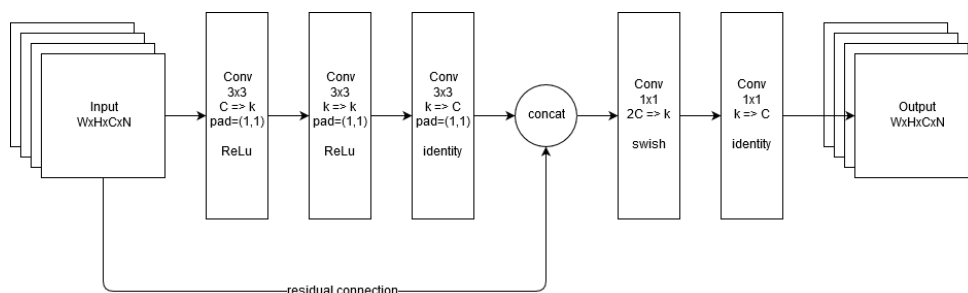 Input
WxHxCxN
Conv
3x3
C => k
pad=(1,1)
ReLu
Conv
3x3
k => k
pad=(1,1)
ReLu
Conv
3x3
k => C
pad=(1,1)
identity
concat
Conv
1x1
2C => k
swish
Conv
1x1
k => C
identity
Output
WxHxCxN
residual connection